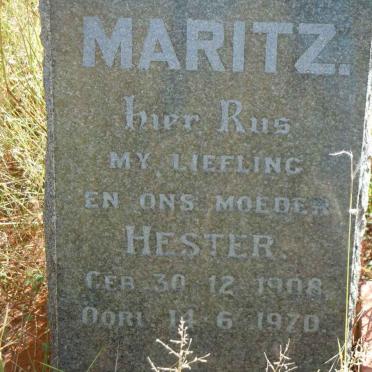 MARITZ.
hier Rus
MY LIEFLING
EN ONS MOEDER
HESTER.
GEB. 30-12-1908.
OORL. 14-6-1970.